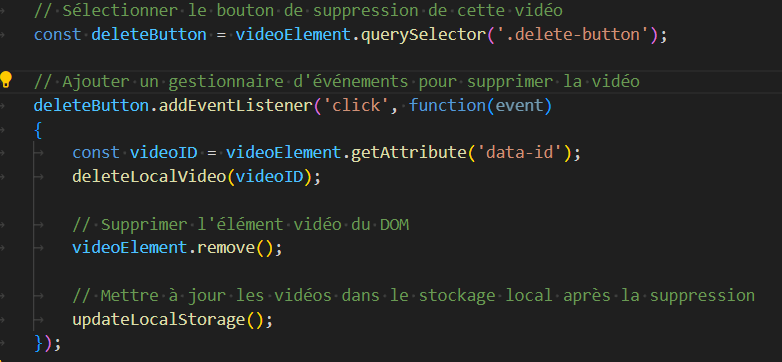 // Sélectionner le bouton de suppression de cette vidéo
const deleteButton = videoElement.querySelector('.delete-button');
// Ajouter un gestionnaire d'événements pour supprimer la vidéo
deleteButton.addEventListener('click', function(event)
{
const videoID = videoElement.getAttribute('data-id');
deleteLocalVideo(videoID);
// Supprimer l'élément vidéo du DOM
videoElement.remove();
// Mettre à jour les vidéos dans le stockage local après la suppression
updateLocalStorage();
});